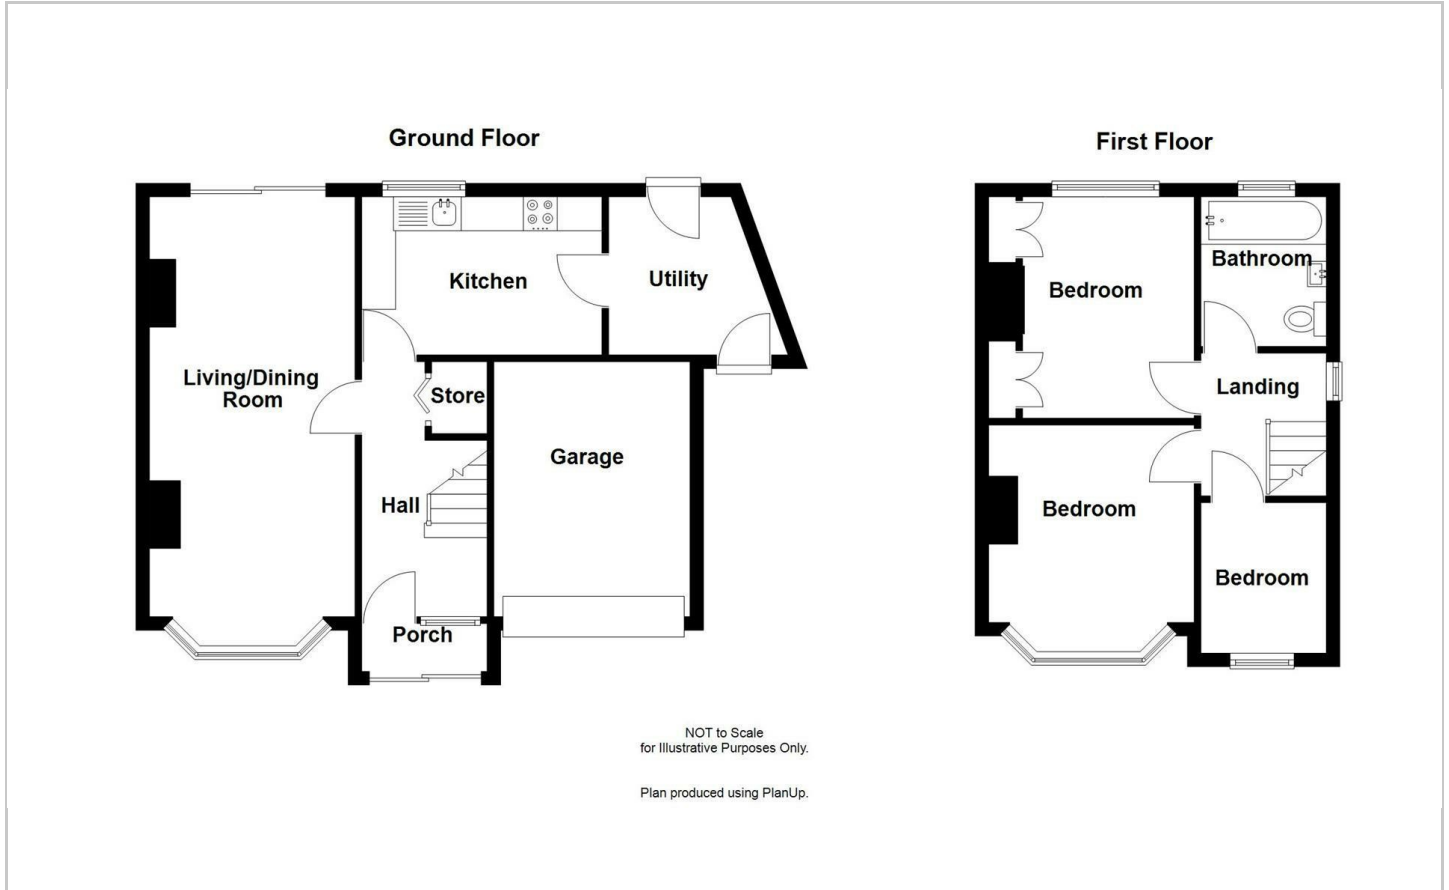 Ground Floor
First Floor
Kitchen
Utility
Living/Dining
Room
Store
Garage
Hall
Porch
Bedroom
Bathroom
Landing
Bedroom
Bedroom
NOT to Scale
for Illustrative Purposes Only.
Plan produced using PlanUp.